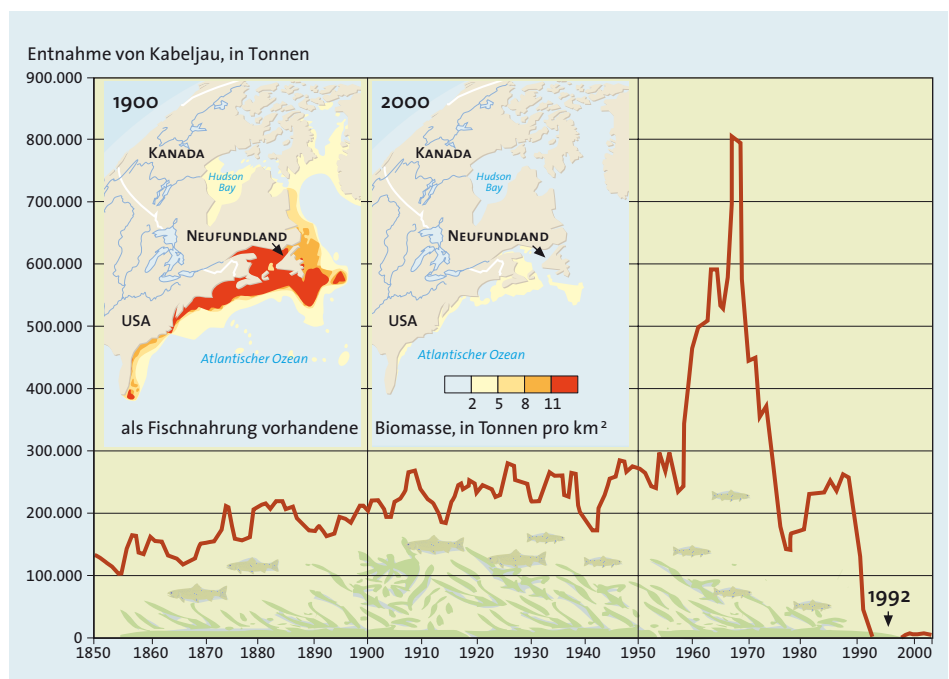 Entnahme von Kabeljau, in Tonnen
900.000
800.000
700.000
600.000
500.000
400.000
300.000
200.000
100.000
0
1900
Kanada
Hudson
Bay
Neufundland
USA
Atlantischer Ozean
2000
Kanada
Hudson
Bay
Neufundland
USA
Atlantischer Ozean
2 5 8 11
als Fischnahrung vorhandene Biomasse, in Tonnen pro km²
1992
1850 1860 1870 1880 1890 1900 1910 1920 1930 1940 1950 1960 1970 1980 1990 2000